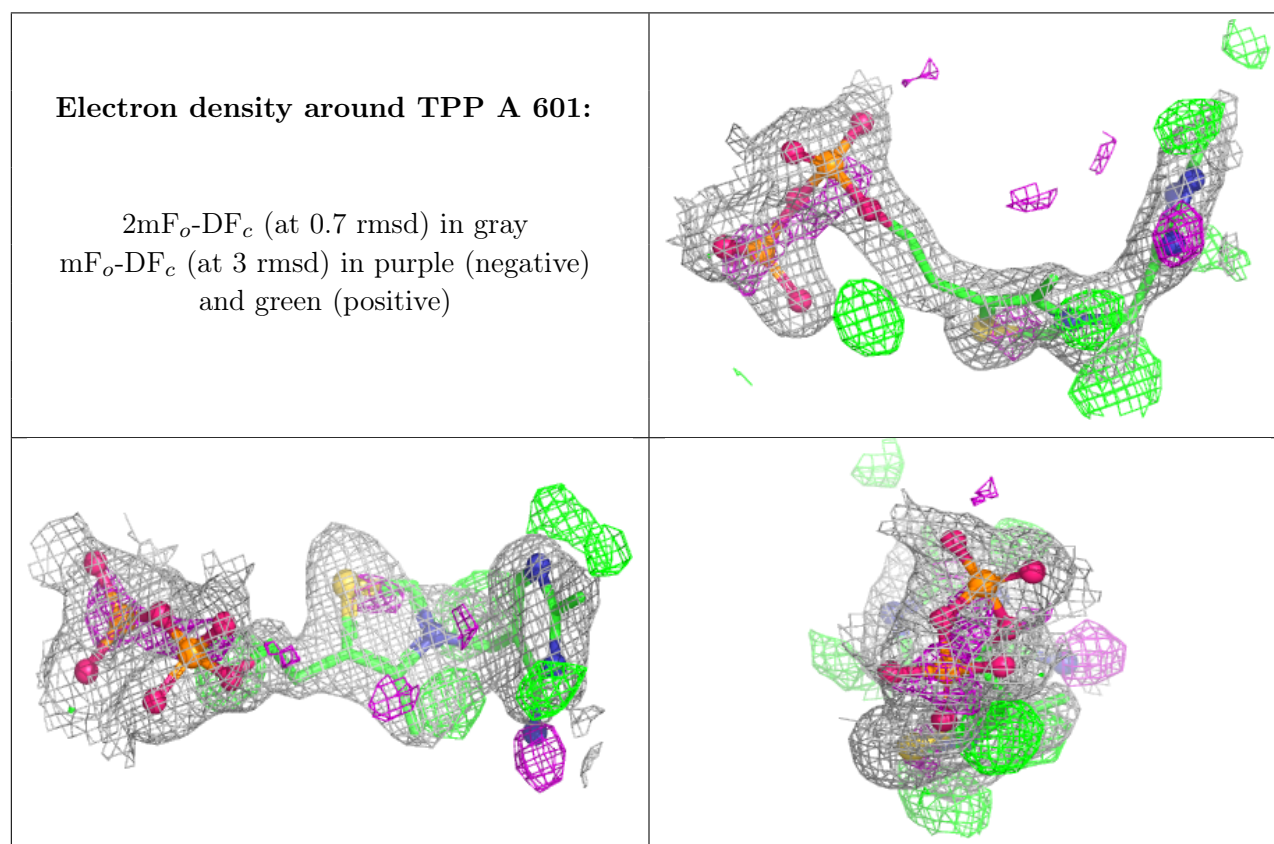 Electron density around TPP A 601:
2mFo-DFc (at 0.7 rmsd) in gray
mFo-DFc (at 3 rmsd) in purple (negative)
and green (positive)